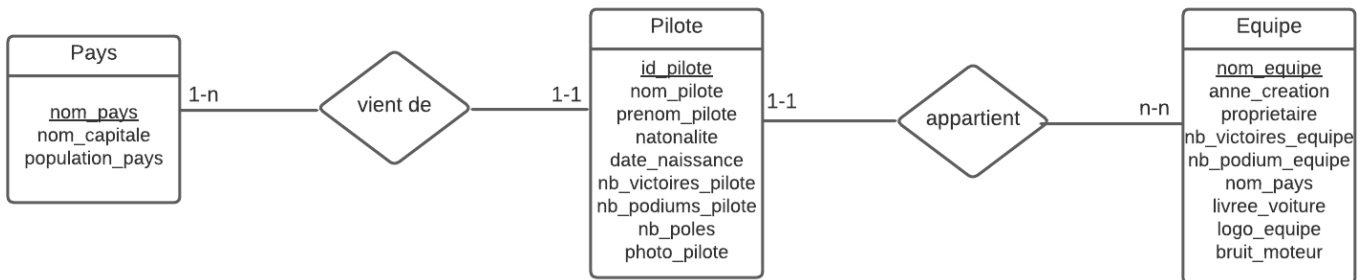 Pays
nom_pays
nom_capitale
population_pays
1-n
vient de
1-1
Pilote
id_pilote
nom_pilote
prenom_pilote
natonalite
date_naissance
nb_victoires_pilote
nb_podiums_pilote
nb_poles
photo_pilote
1-1
appartient
n-n
Equipe
nom_equipe
anne_creation
proprietaire
nb_victoires_equipe
nb_podium_equipe
nom_pays
livree_voiture
logo_equipe
bruit_moteur